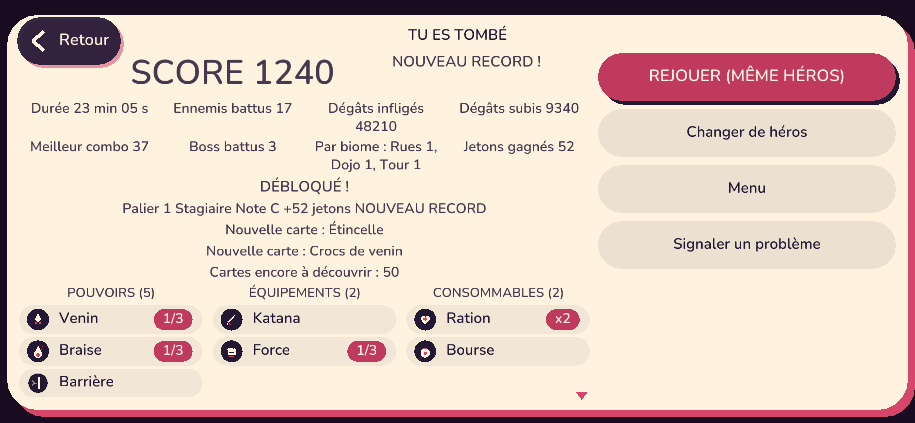 Retour
TU ES TOMBÉ
SCORE 1240
NOUVEAU RECORD !
Durée 23 min 05 s
Ennemis battus 17
Dégâts infligés
48210
Dégâts subis 9340
Meilleur combo 37
Boss battus 3
Par biome : Rues 1,
Dojo 1, Tour 1
Jetons gagnés 52
DÉBLOQUÉ !
Palier 1 Stagiaire Note C +52 jetons NOUVEAU RECORD
Nouvelle carte : Étincelle
Nouvelle carte : Crocs de venin
Cartes encore à découvrir : 50
POUVOIRS (5)
Venin 1/3
Braise 1/3
Barrière
ÉQUIPEMENTS (2)
Katana
Force 1/3
CONSOMMABLES (2)
Ration x2
Bourse
REJOUER (MÊME HÉROS)
Changer de héros
Menu
Signaler un problème